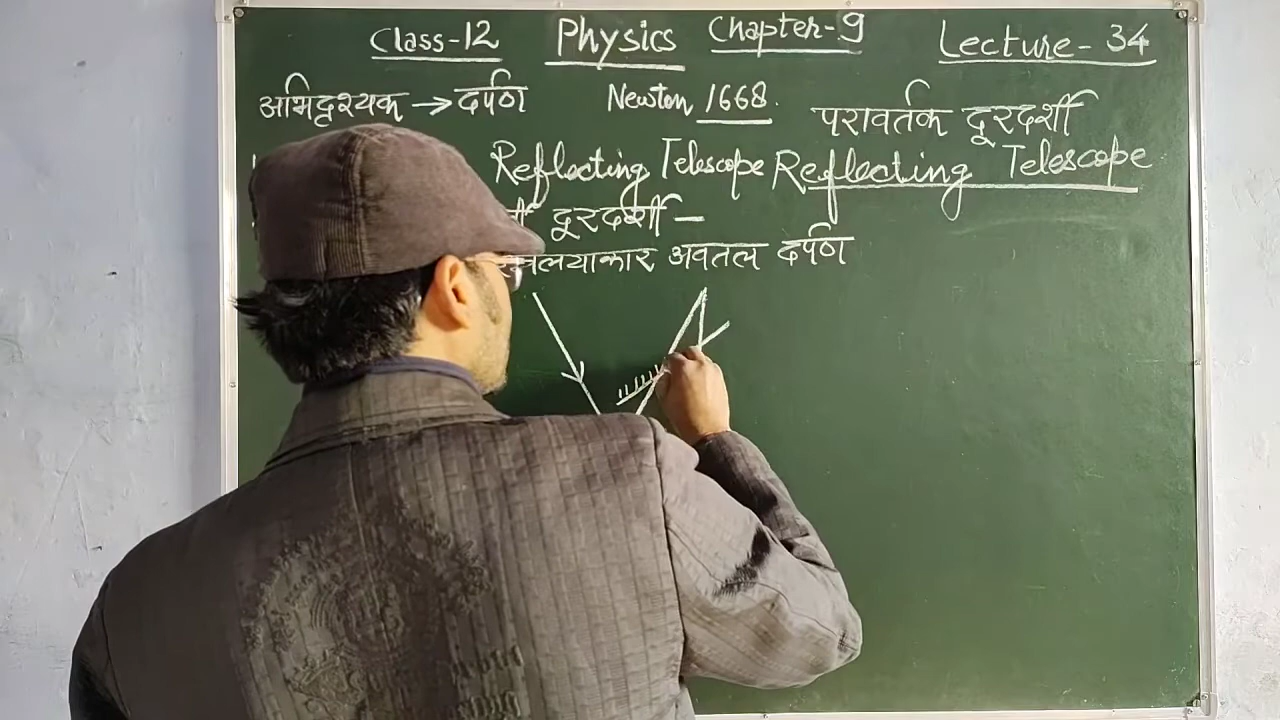 Class-12 Physics Chapter-9 Lecture-34
अभिदृश्यक → दर्पण Newton 1668. परावर्तक दूरदर्शी
Reflecting Telescope Reflecting Telescope
दूरदर्शी –
अवतल दर्पण